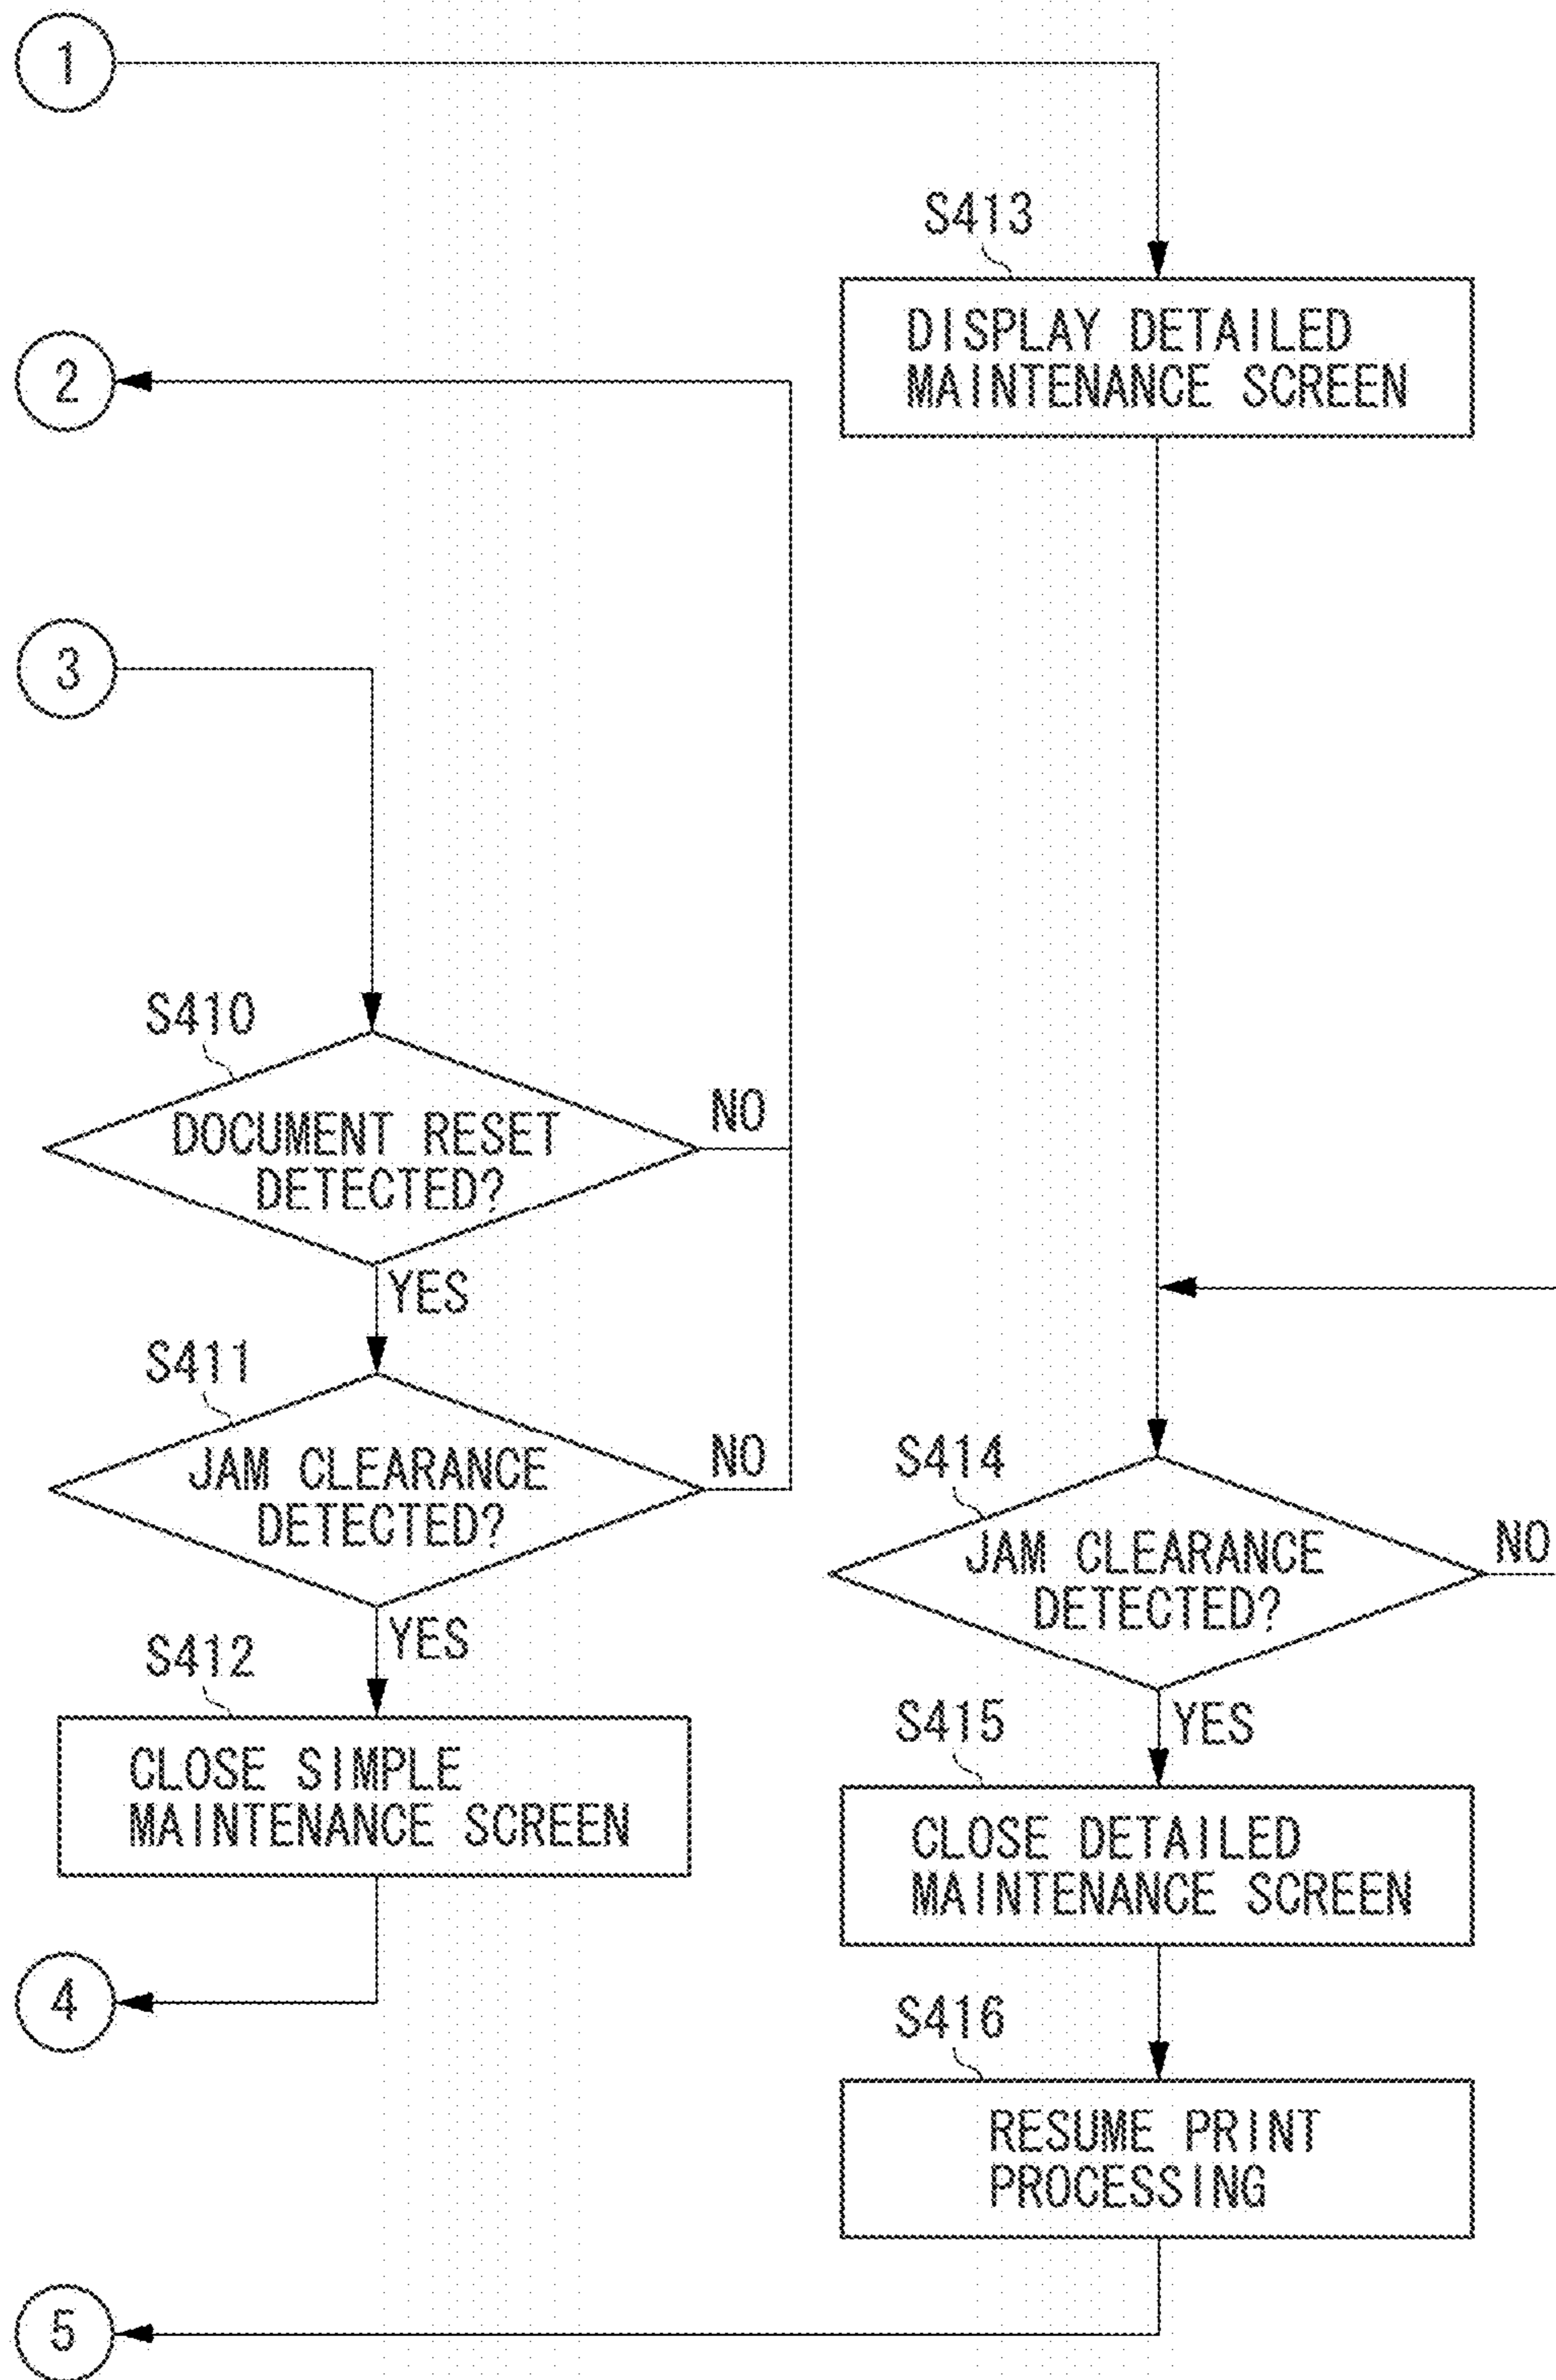 1
S413
DISPLAY DETAILED
MAINTENANCE SCREEN
2
3
S410
DOCUMENT RESET
DETECTED?
NO
YES
S411
JAM CLEARANCE
DETECTED?
NO
YES
S412
CLOSE SIMPLE
MAINTENANCE SCREEN
4
S414
JAM CLEARANCE
DETECTED?
NO
YES
S415
CLOSE DETAILED
MAINTENANCE SCREEN
S416
RESUME PRINT
PROCESSING
5